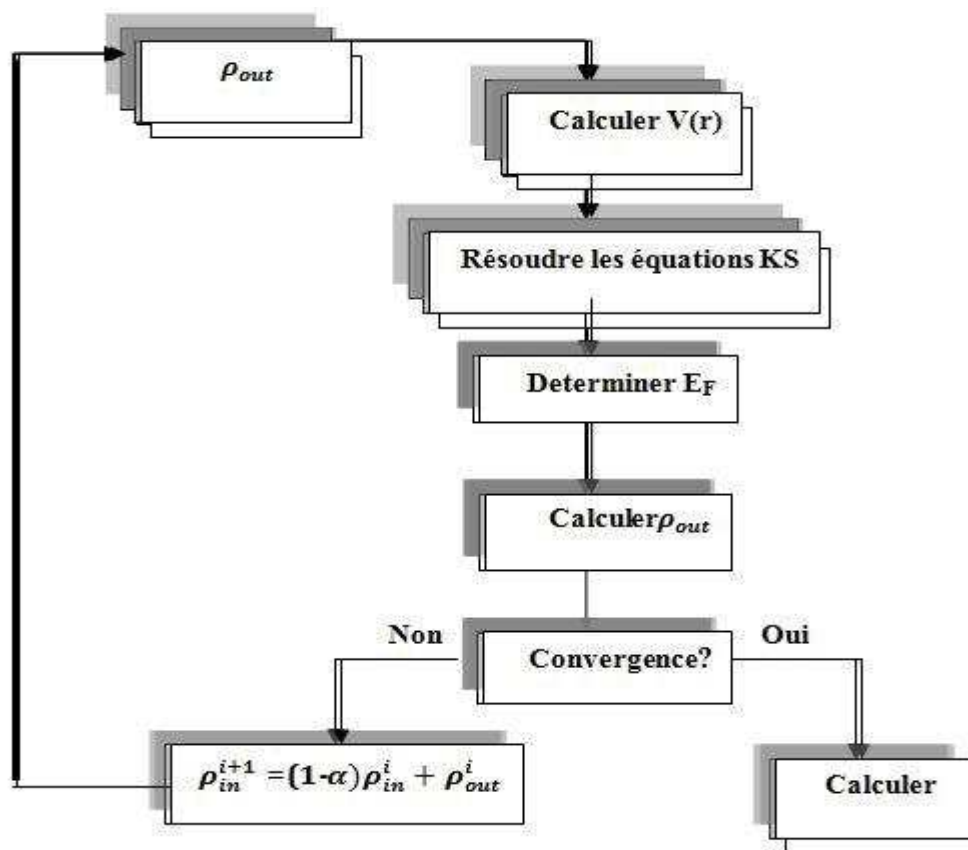 ρ_out
Calculer V(r)
Résoudre les équations KS
Determiner E_F
Calculerρ_out
Non
Oui
Convergence?
ρ_in^{i+1} =(1-α)ρ_in^i + ρ_out^i
Calculer